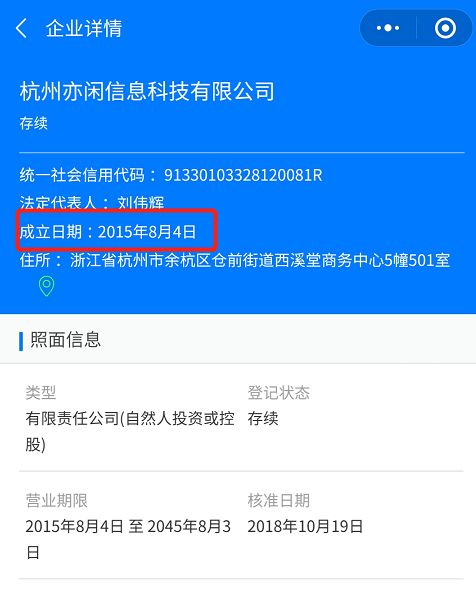 企业详情
杭州亦闲信息科技有限公司
存续
统一社会信用代码：91330103328120081R
法定代表人：刘伟辉
成立日期：2015年8月4日
住所：浙江省杭州市余杭区仓前街道西溪堂商务中心5幢501室
照面信息
类型
登记状态
有限责任公司(自然人投资或控
股)
存续
营业期限
核准日期
2015年8月4日 至 2045年8月3
日
2018年10月19日